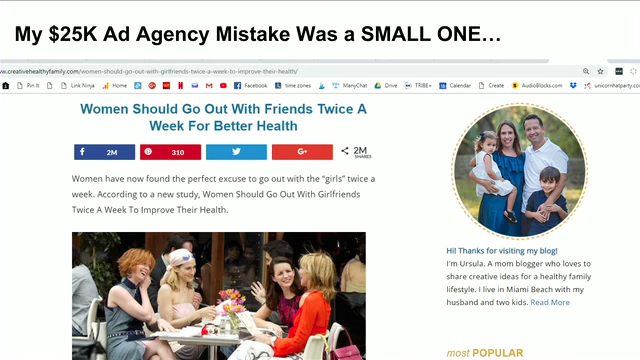 My $25K Ad Agency Mistake Was a SMALL ONE…
www.creativehealthyfamily.com/women-should-go-out-with-girlfriends-twice-a-week-to-improve-their-health/
Pin It
Link Ninja
Home
Facebook
time zones
ManyChat
Drive
TRIBE+
Calendar
Create
AudioBlocks.com
unicornhatparty.co
Women Should Go Out With Friends Twice A
Week For Better Health
2M
310
2M
SHARES
Women have now found the perfect excuse to go out with the “girls” twice a
week. According to a new study, Women Should Go Out With Girlfriends
Twice A Week To Improve Their Health.
Hi! Thanks for visiting my blog!
I'm Ursula. A mom blogger who loves to
share creative ideas for a healthy family
lifestyle. I live in Miami Beach with my
husband and two kids. Read More
most POPULAR